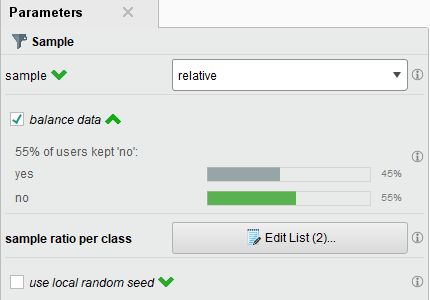 Parameters
Sample
sample relative
balance data
55% of users kept 'no':
yes 45%
no 55%
sample ratio per class Edit List (2)...
use local random seed